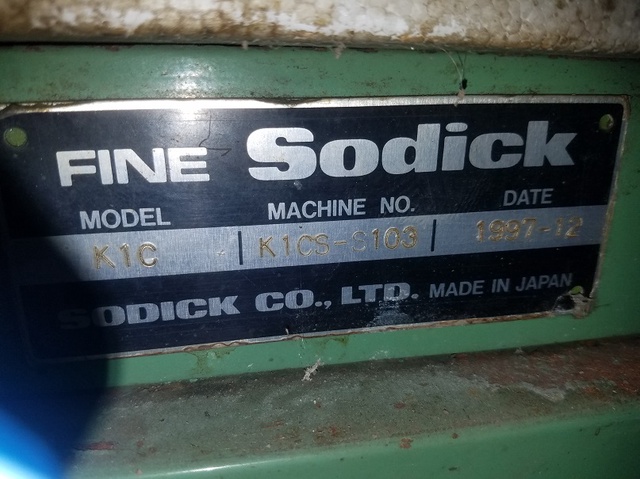 FINE Sodick
MODEL MACHINE NO. DATE
K1C K1CS-S103 1997-12
SODICK CO., LTD. MADE IN JAPAN